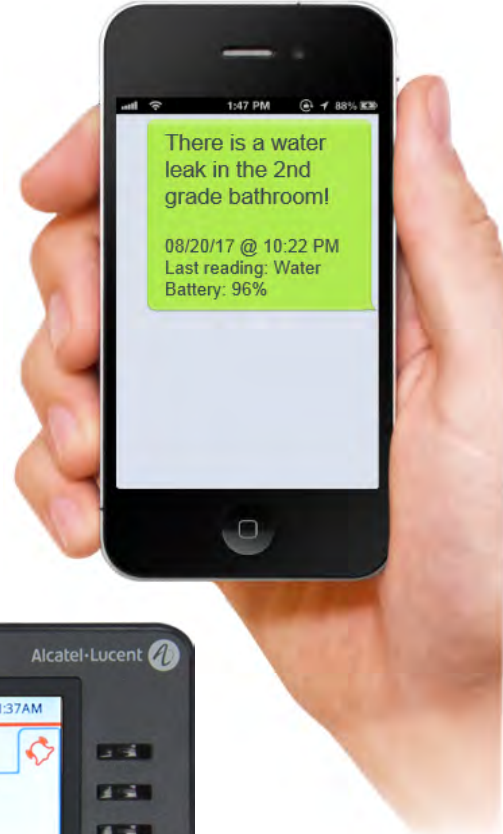 1:47 PM 88%
There is a water
leak in the 2nd
grade bathroom!
08/20/17 @ 10:22 PM
Last reading: Water
Battery: 96%
Alcatel·Lucent
:37AM